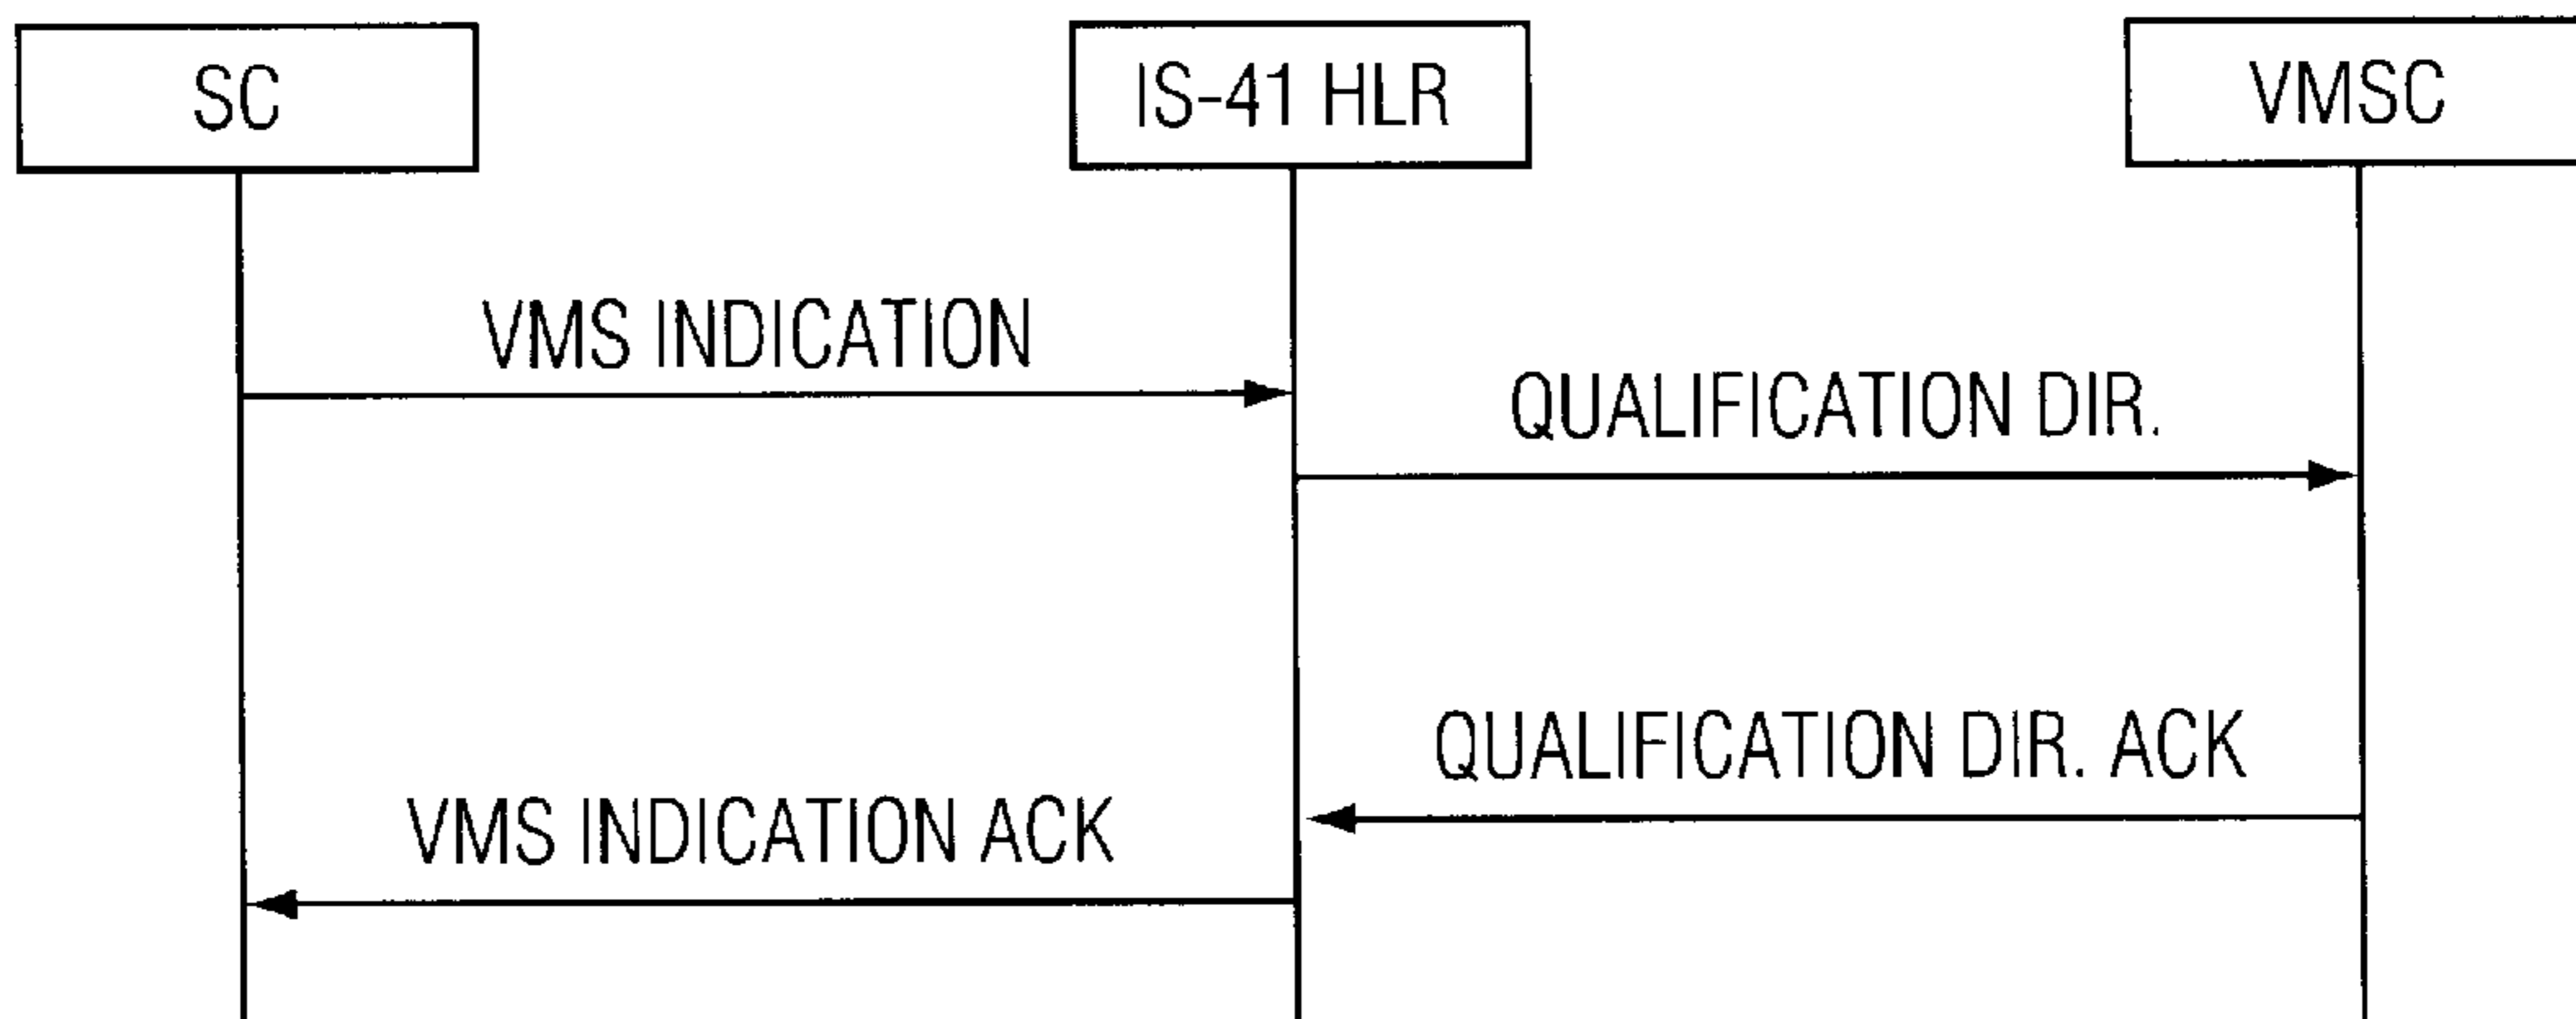 SC
IS-41 HLR
VMSC
VMS INDICATION
QUALIFICATION DIR.
QUALIFICATION DIR. ACK
VMS INDICATION ACK